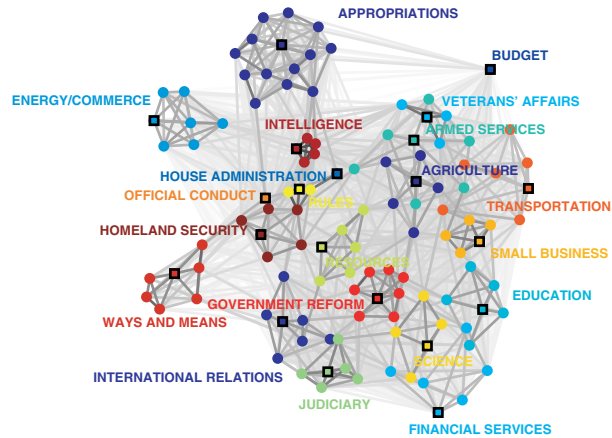 APPROPRIATIONS
BUDGET
ENERGY/COMMERCE
VETERANS' AFFAIRS
INTELLIGENCE
ARMED SERVICES
HOUSE ADMINISTRATION
AGRICULTURE
OFFICIAL CONDUCT
RULES
TRANSPORTATION
HOMELAND SECURITY
SMALL BUSINESS
RESOURCES
EDUCATION
GOVERNMENT REFORM
WAYS AND MEANS
SCIENCE
INTERNATIONAL RELATIONS
JUDICIARY
FINANCIAL SERVICES